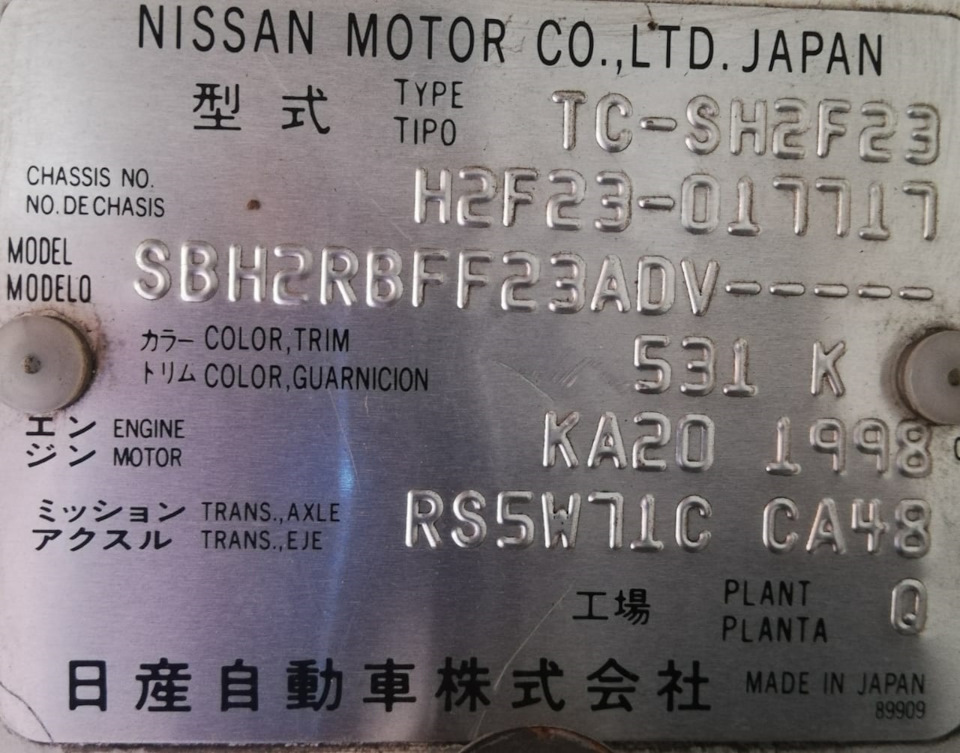 NISSAN MOTOR CO.,LTD. JAPAN
型式 TYPE TIPO TC-SH2F23
CHASSIS NO. NO. DE CHASIS H2F23-017717
MODEL MODELO SBH2RBFF23ADV-----
カラー COLOR,TRIM
トリム COLOR,GUARNICION 531 K
エンジン ENGINE MOTOR KA20 1998
ミッション TRANS.,AXLE
アクスル TRANS.,EJE RS5W71C CA48
工場 PLANT PLANTA Q
日産自動車株式会社 MADE IN JAPAN
89909